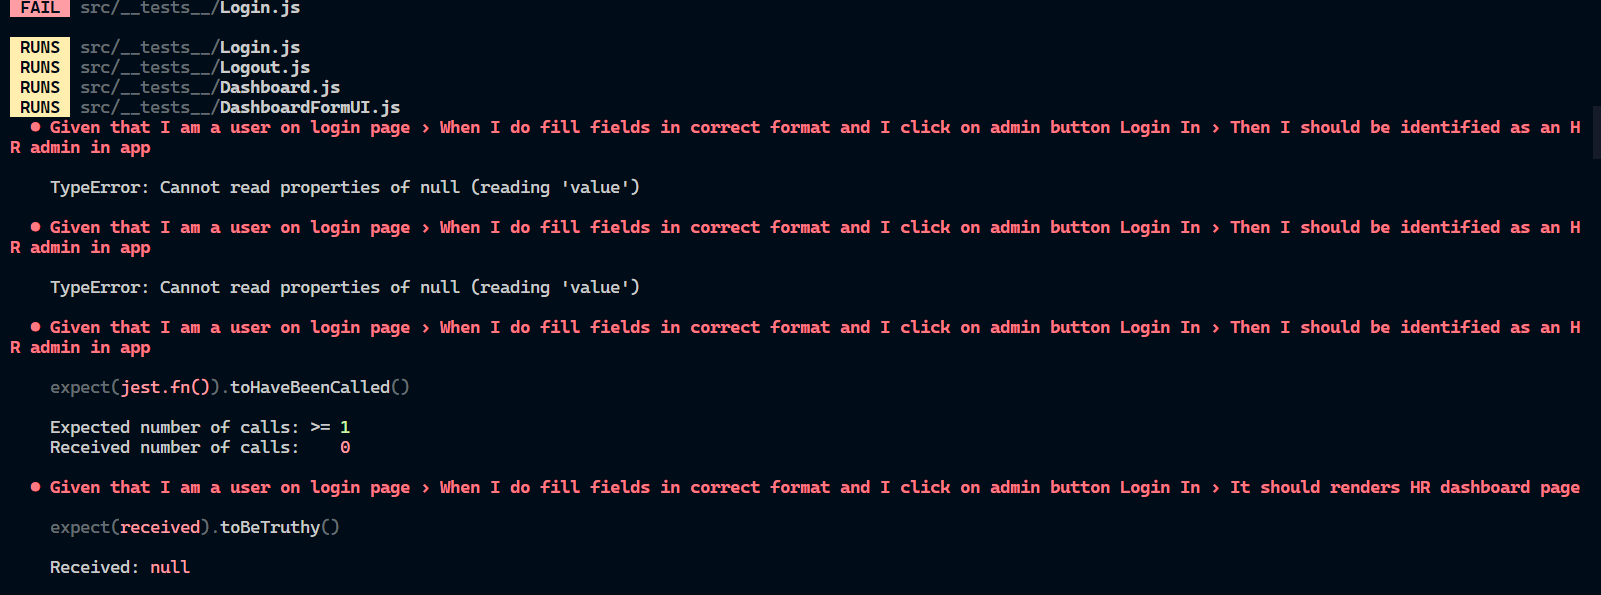 FAIL src/__tests__/Login.js
RUNS src/__tests__/Login.js
RUNS src/__tests__/Logout.js
RUNS src/__tests__/Dashboard.js
RUNS src/__tests__/DashboardFormUI.js
● Given that I am a user on login page › When I do fill fields in correct format and I click on admin button Login In › Then I should be identified as an H
R admin in app
TypeError: Cannot read properties of null (reading 'value')
● Given that I am a user on login page › When I do fill fields in correct format and I click on admin button Login In › Then I should be identified as an H
R admin in app
TypeError: Cannot read properties of null (reading 'value')
● Given that I am a user on login page › When I do fill fields in correct format and I click on admin button Login In › Then I should be identified as an H
R admin in app
expect(jest.fn()).toHaveBeenCalled()
Expected number of calls: >= 1
Received number of calls:    0
● Given that I am a user on login page › When I do fill fields in correct format and I click on admin button Login In › It should renders HR dashboard page
expect(received).toBeTruthy()
Received: null